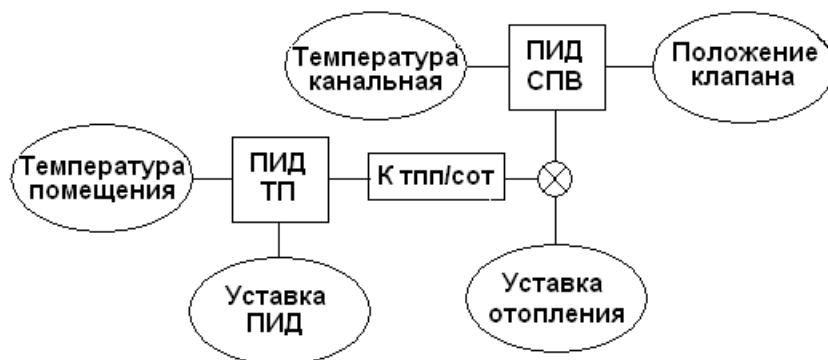 Температура
канальная
ПИД
СПВ
Положение
клапана
Температура
помещения
ПИД
ТП
К тпп/сот
Уставка
ПИД
Уставка
отопления